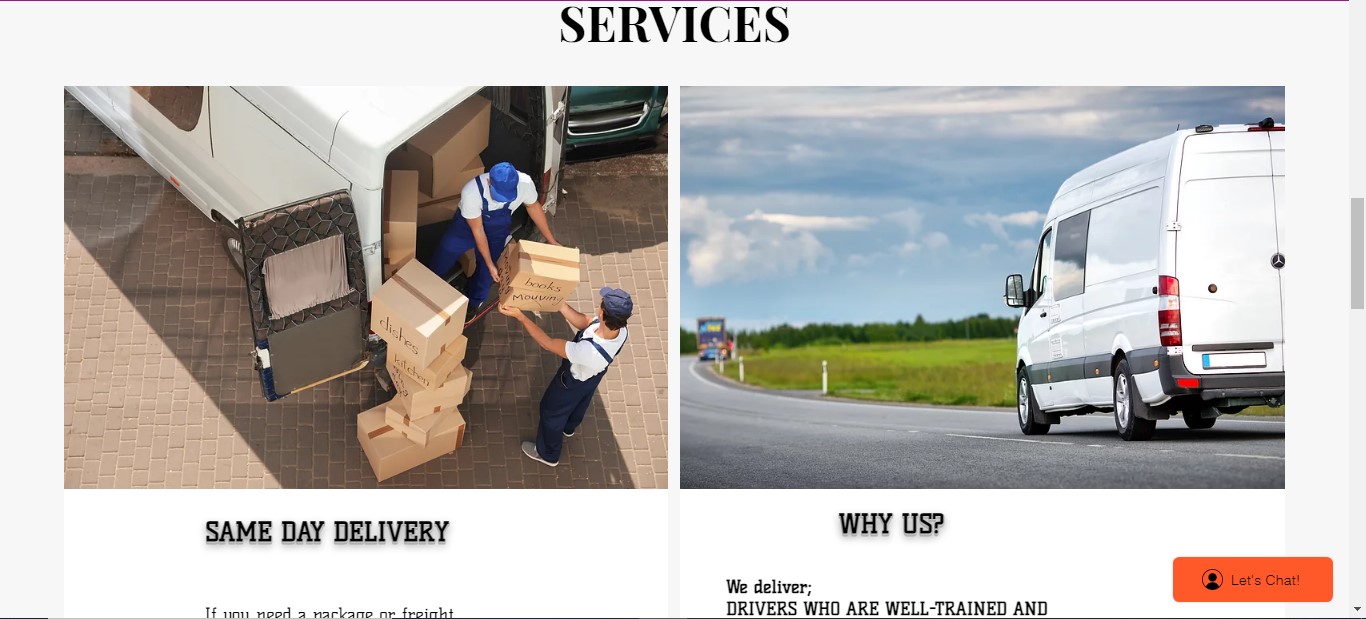 SERVICES
books
Mouving
dishes
kitchen
SAME DAY DELIVERY
If you need a package or freight
WHY US?
We deliver;
DRIVERS WHO ARE WELL-TRAINED AND
Let's Chat!